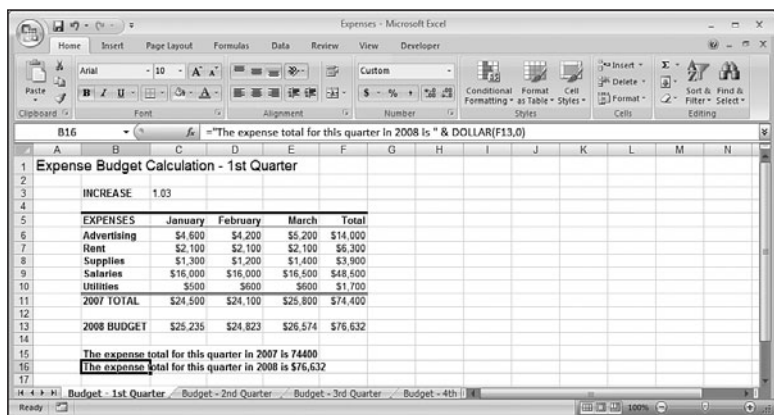 Expenses - Microsoft Excel
Home Insert Page Layout Formulas Data Review View Developer
Paste
Arial 10 A A
B I U A
Custom
$ % ,
Conditional Formatting as Table Format Cell Styles
Insert
Delete
Format
Σ
Sort & Filter
Find & Select
Clipboard Font Alignment Number Styles Cells Editing
B16 fx ="The expense total for this quarter in 2008 is " & DOLLAR(F13,0)
A B C D E F G H I J K L M N
1 Expense Budget Calculation - 1st Quarter
2
3 INCREASE 1.03
4
5 EXPENSES January February March Total
6 Advertising $4,600 $4,200 $5,200 $14,000
7 Rent $2,100 $2,100 $2,100 $6,300
8 Supplies $1,300 $1,200 $1,400 $3,900
9 Salaries $16,000 $16,000 $16,500 $48,500
10 Utilities $500 $600 $600 $1,700
11 2007 TOTAL $24,500 $24,100 $25,800 $74,400
12
13 2008 BUDGET $25,235 $24,823 $26,574 $76,632
14
15 The expense total for this quarter in 2007 is 74400
16 The expense total for this quarter in 2008 is $76,632
17
Budget - 1st Quarter Budget - 2nd Quarter Budget - 3rd Quarter Budget - 4th
Ready 100%